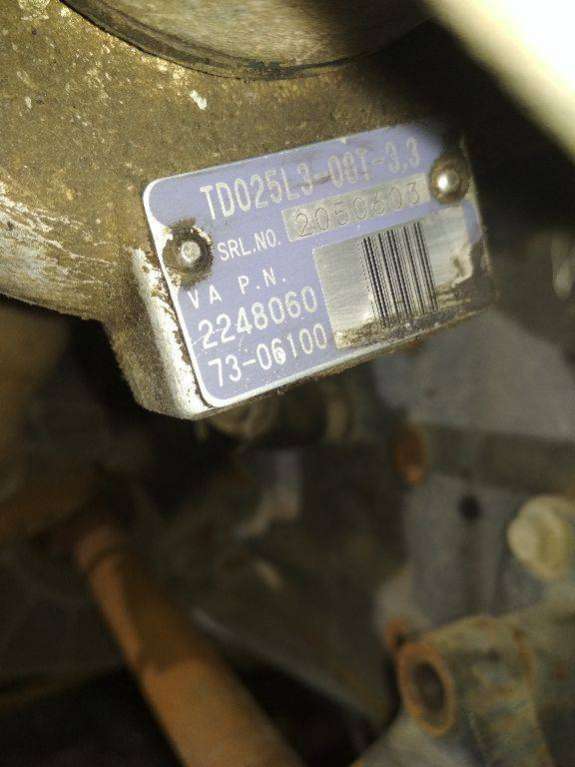 TD025L3-08T-3.3
SRL.NO. 2050603
VA P.N.
2248060
73-06100